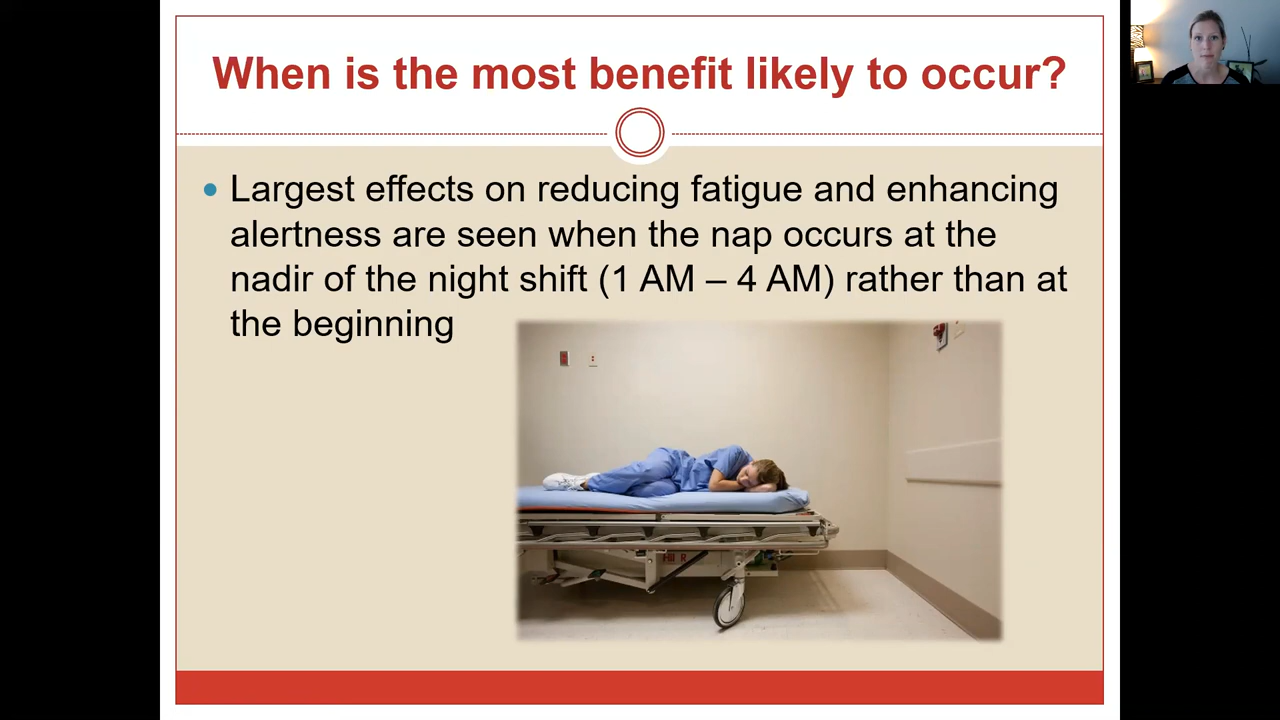 When is the most benefit likely to occur?
• Largest effects on reducing fatigue and enhancing
alertness are seen when the nap occurs at the
nadir of the night shift (1 AM – 4 AM) rather than at
the beginning